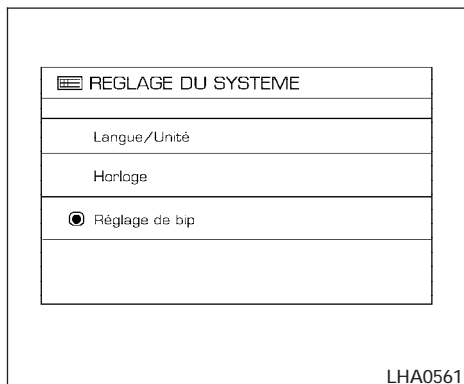 REGLAGE DU SYSTEME
Langue/Unité
Horloge
Réglage de bip
LHA0561